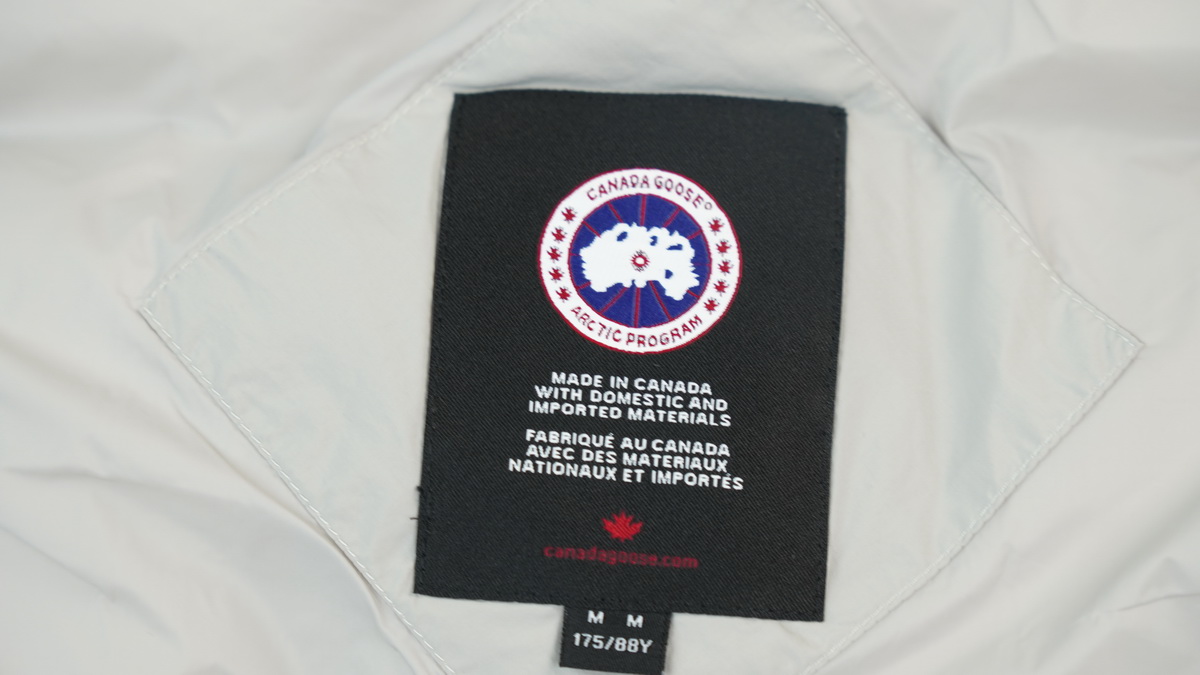 CANADA GOOSE®
ARCTIC PROGRAM
MADE IN CANADA
WITH DOMESTIC AND
IMPORTED MATERIALS
FABRIQUÉ AU CANADA
AVEC DES MATERIAUX
NATIONAUX ET IMPORTÉS
canadagoose.com
M M
175/88Y